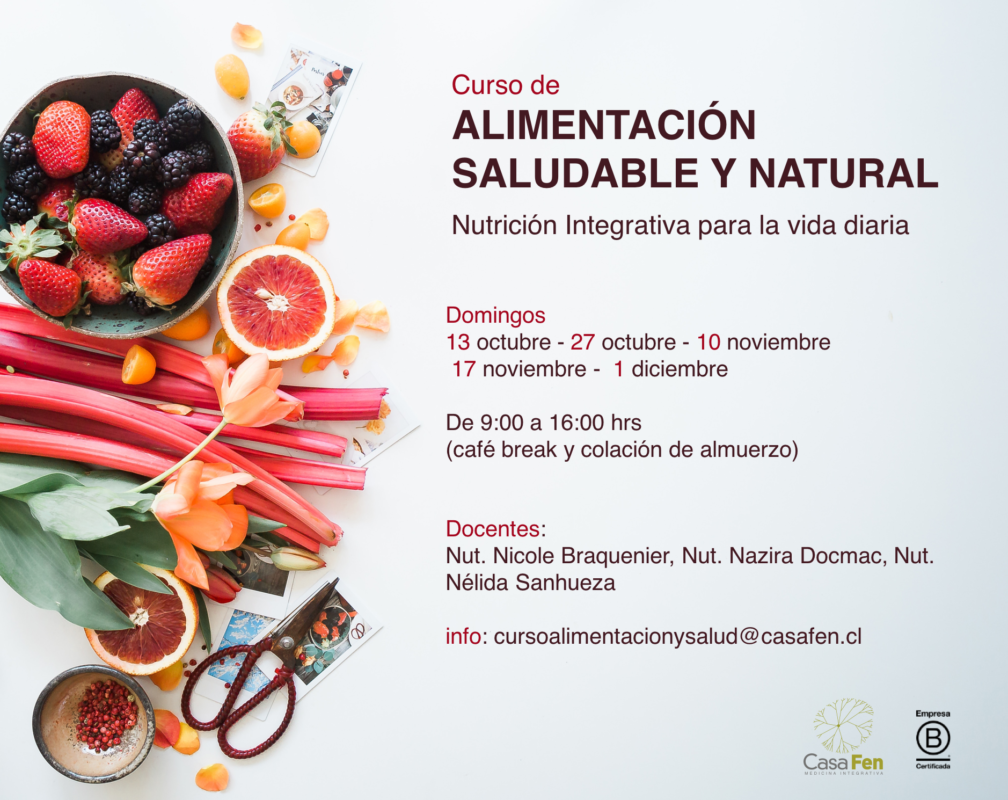 Curso de
ALIMENTACIÓN
SALUDABLE Y NATURAL
Nutrición Integrativa para la vida diaria
Domingos
13 octubre - 27 octubre - 10 noviembre
17 noviembre - 1 diciembre
De 9:00 a 16:00 hrs
(café break y colación de almuerzo)
Docentes:
Nut. Nicole Braquenier, Nut. Nazira Docmac, Nut.
Nélida Sanhueza
info: cursoalimentacionysalud@casafen.cl
Casa Fen
MEDICINA INTEGRATIVA
Empresa
B
Certificada